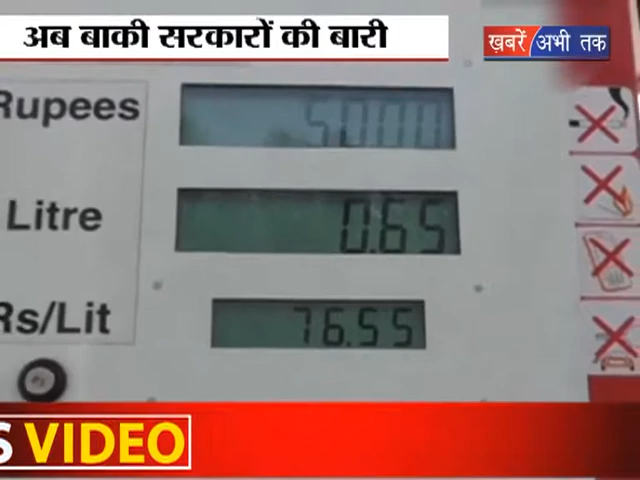 अब बाकी सरकारों की बारी
ख़बरें अभी तक
Rupees 50.00
Litre 0.65
Rs/Lit 76.55
VIDEO